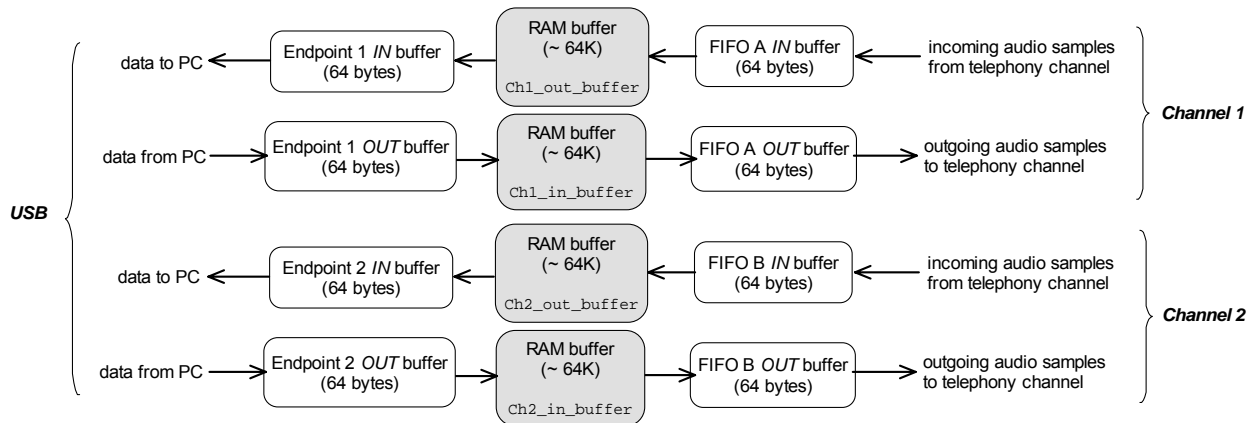 USB
data to PC
Endpoint 1 IN buffer
(64 bytes)
RAM buffer
(~ 64K)
Ch1_out_buffer
FIFO A IN buffer
(64 bytes)
incoming audio samples
from telephony channel
data from PC
Endpoint 1 OUT buffer
(64 bytes)
RAM buffer
(~ 64K)
Ch1_in_buffer
FIFO A OUT buffer
(64 bytes)
outgoing audio samples
to telephony channel
Channel 1
data to PC
Endpoint 2 IN buffer
(64 bytes)
RAM buffer
(~ 64K)
Ch2_out_buffer
FIFO B IN buffer
(64 bytes)
incoming audio samples
from telephony channel
data from PC
Endpoint 2 OUT buffer
(64 bytes)
RAM buffer
(~ 64K)
Ch2_in_buffer
FIFO B OUT buffer
(64 bytes)
outgoing audio samples
to telephony channel
Channel 2